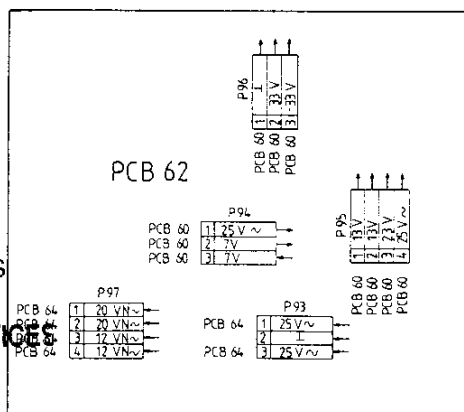 P96
1 ⊥
2 33 V
3 -33 V
PCB 60
PCB 60
PCB 60
PCB 62
P94
PCB 60 1 25 V ~
PCB 60 2 7V
PCB 60 3 7V
P95
1 13 V
2 13V
3 23 V
4 25 V ~
PCB 60
PCB 60
PCB 60
PCB 60
P97
PCB 64 1 20 VN~
2 20 VN~
3 12 VN~
PCB 64 4 12 VN~
P93
PCB 64 1 25V~
2 ⊥
PCB 64 3 25V~